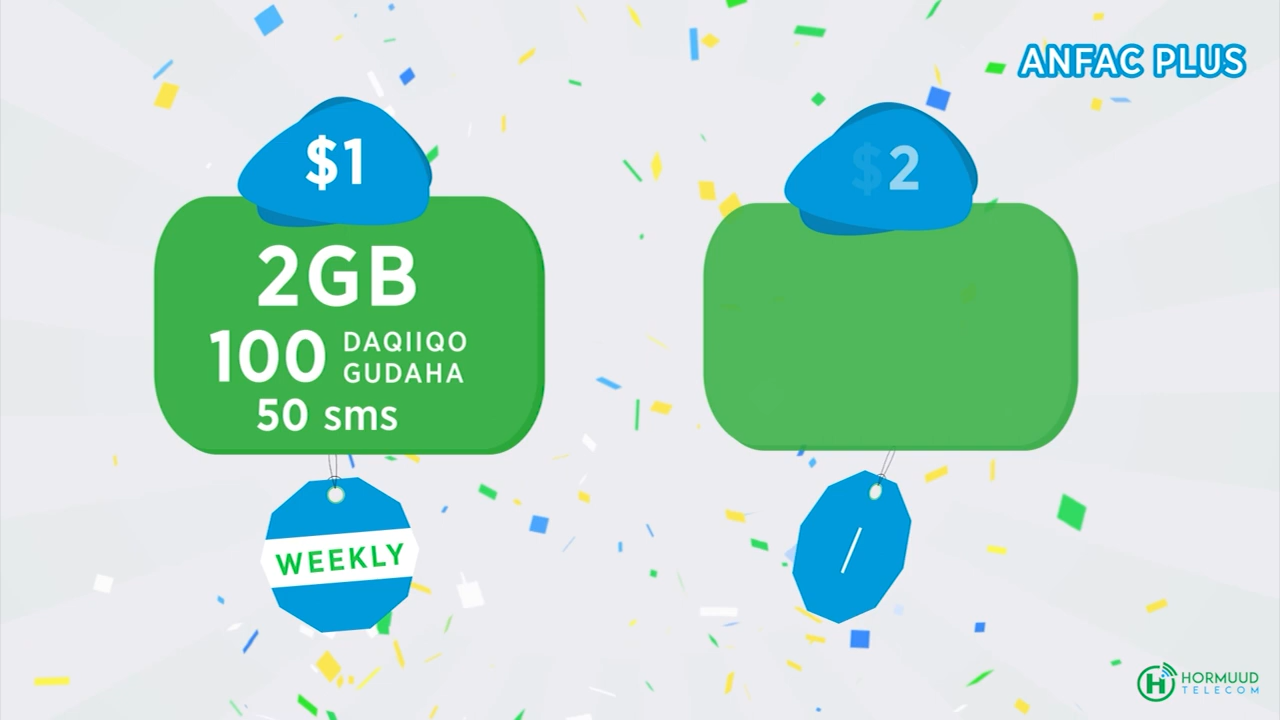 ANFAC PLUS
$1
2GB
100 DAQIIQO
GUDAHA
50 sms
WEEKLY
$2
HORMUUD
TELECOM